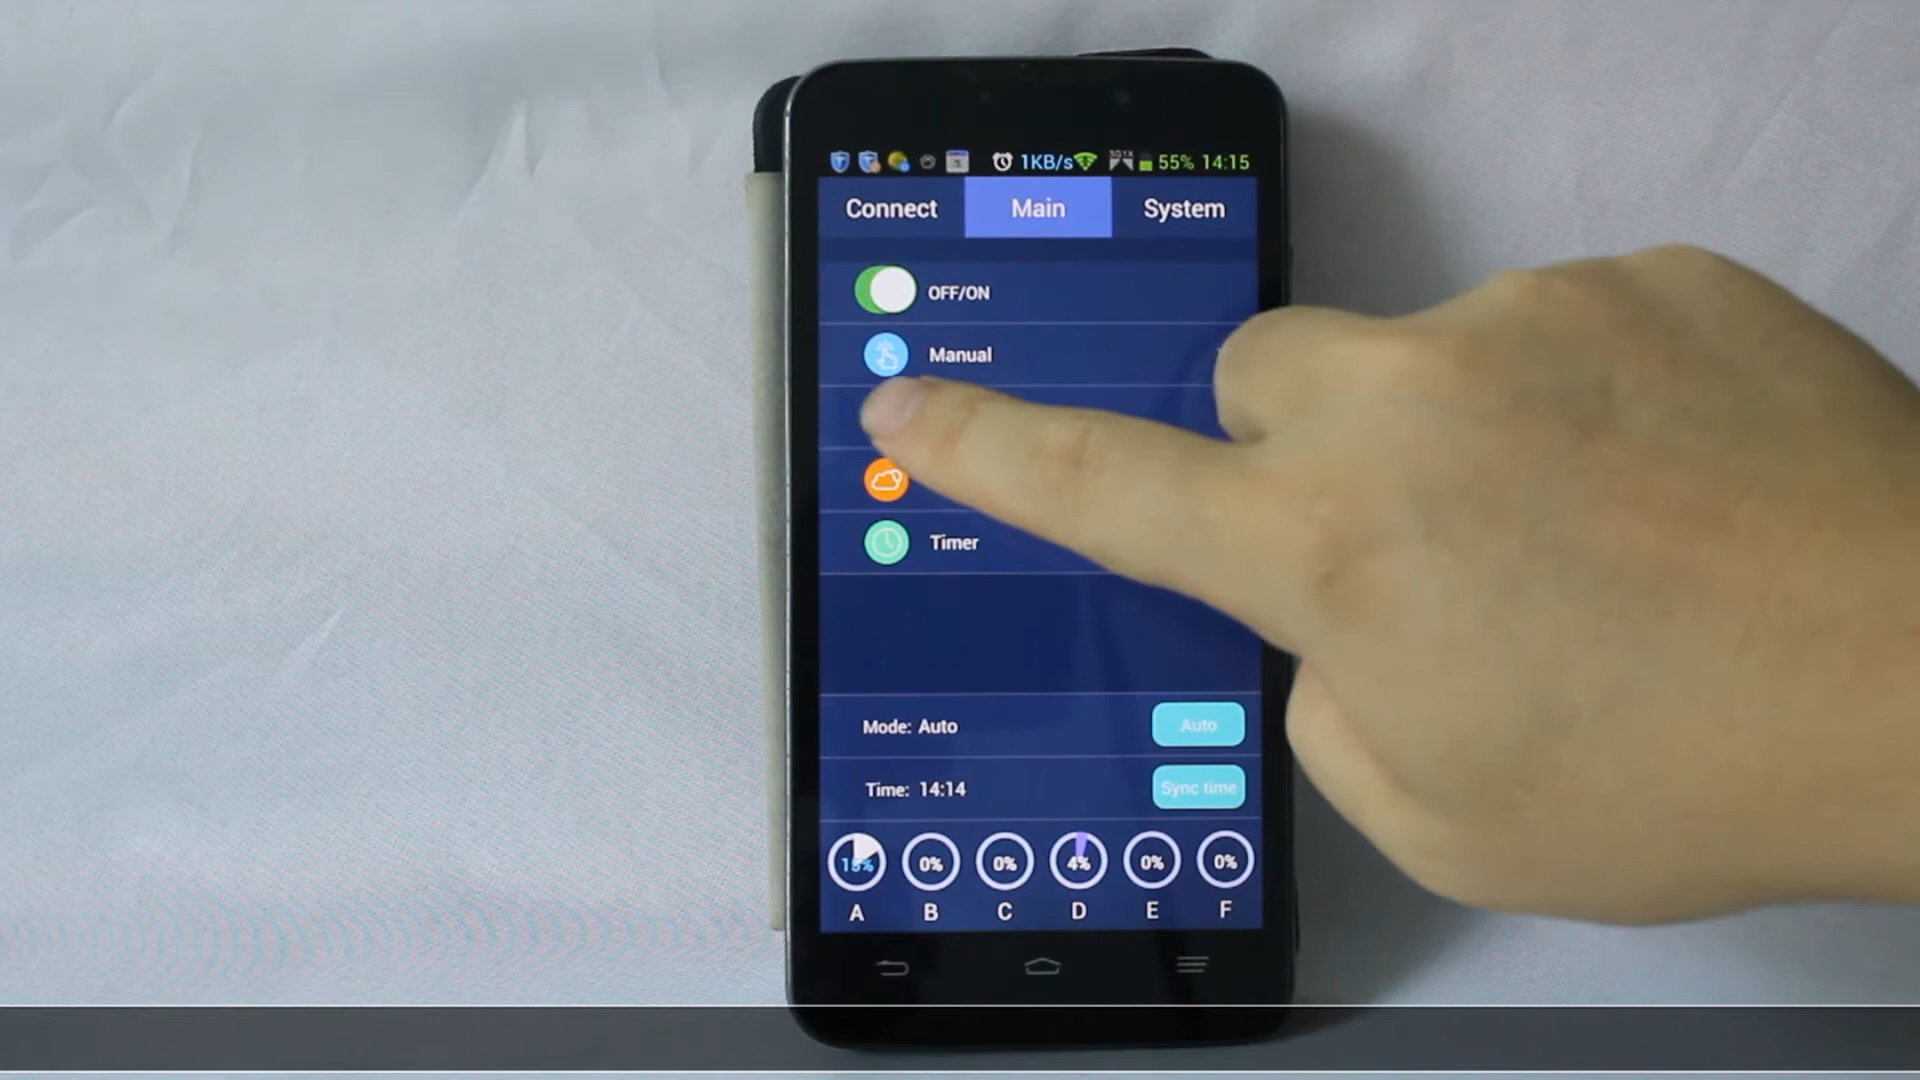 1KB/s 55% 14:15
Connect Main System
OFF/ON
Manual
Timer
Mode: Auto Auto
Time: 14:14 Sync time
15% 0% 0% 4% 0% 0%
A B C D E F